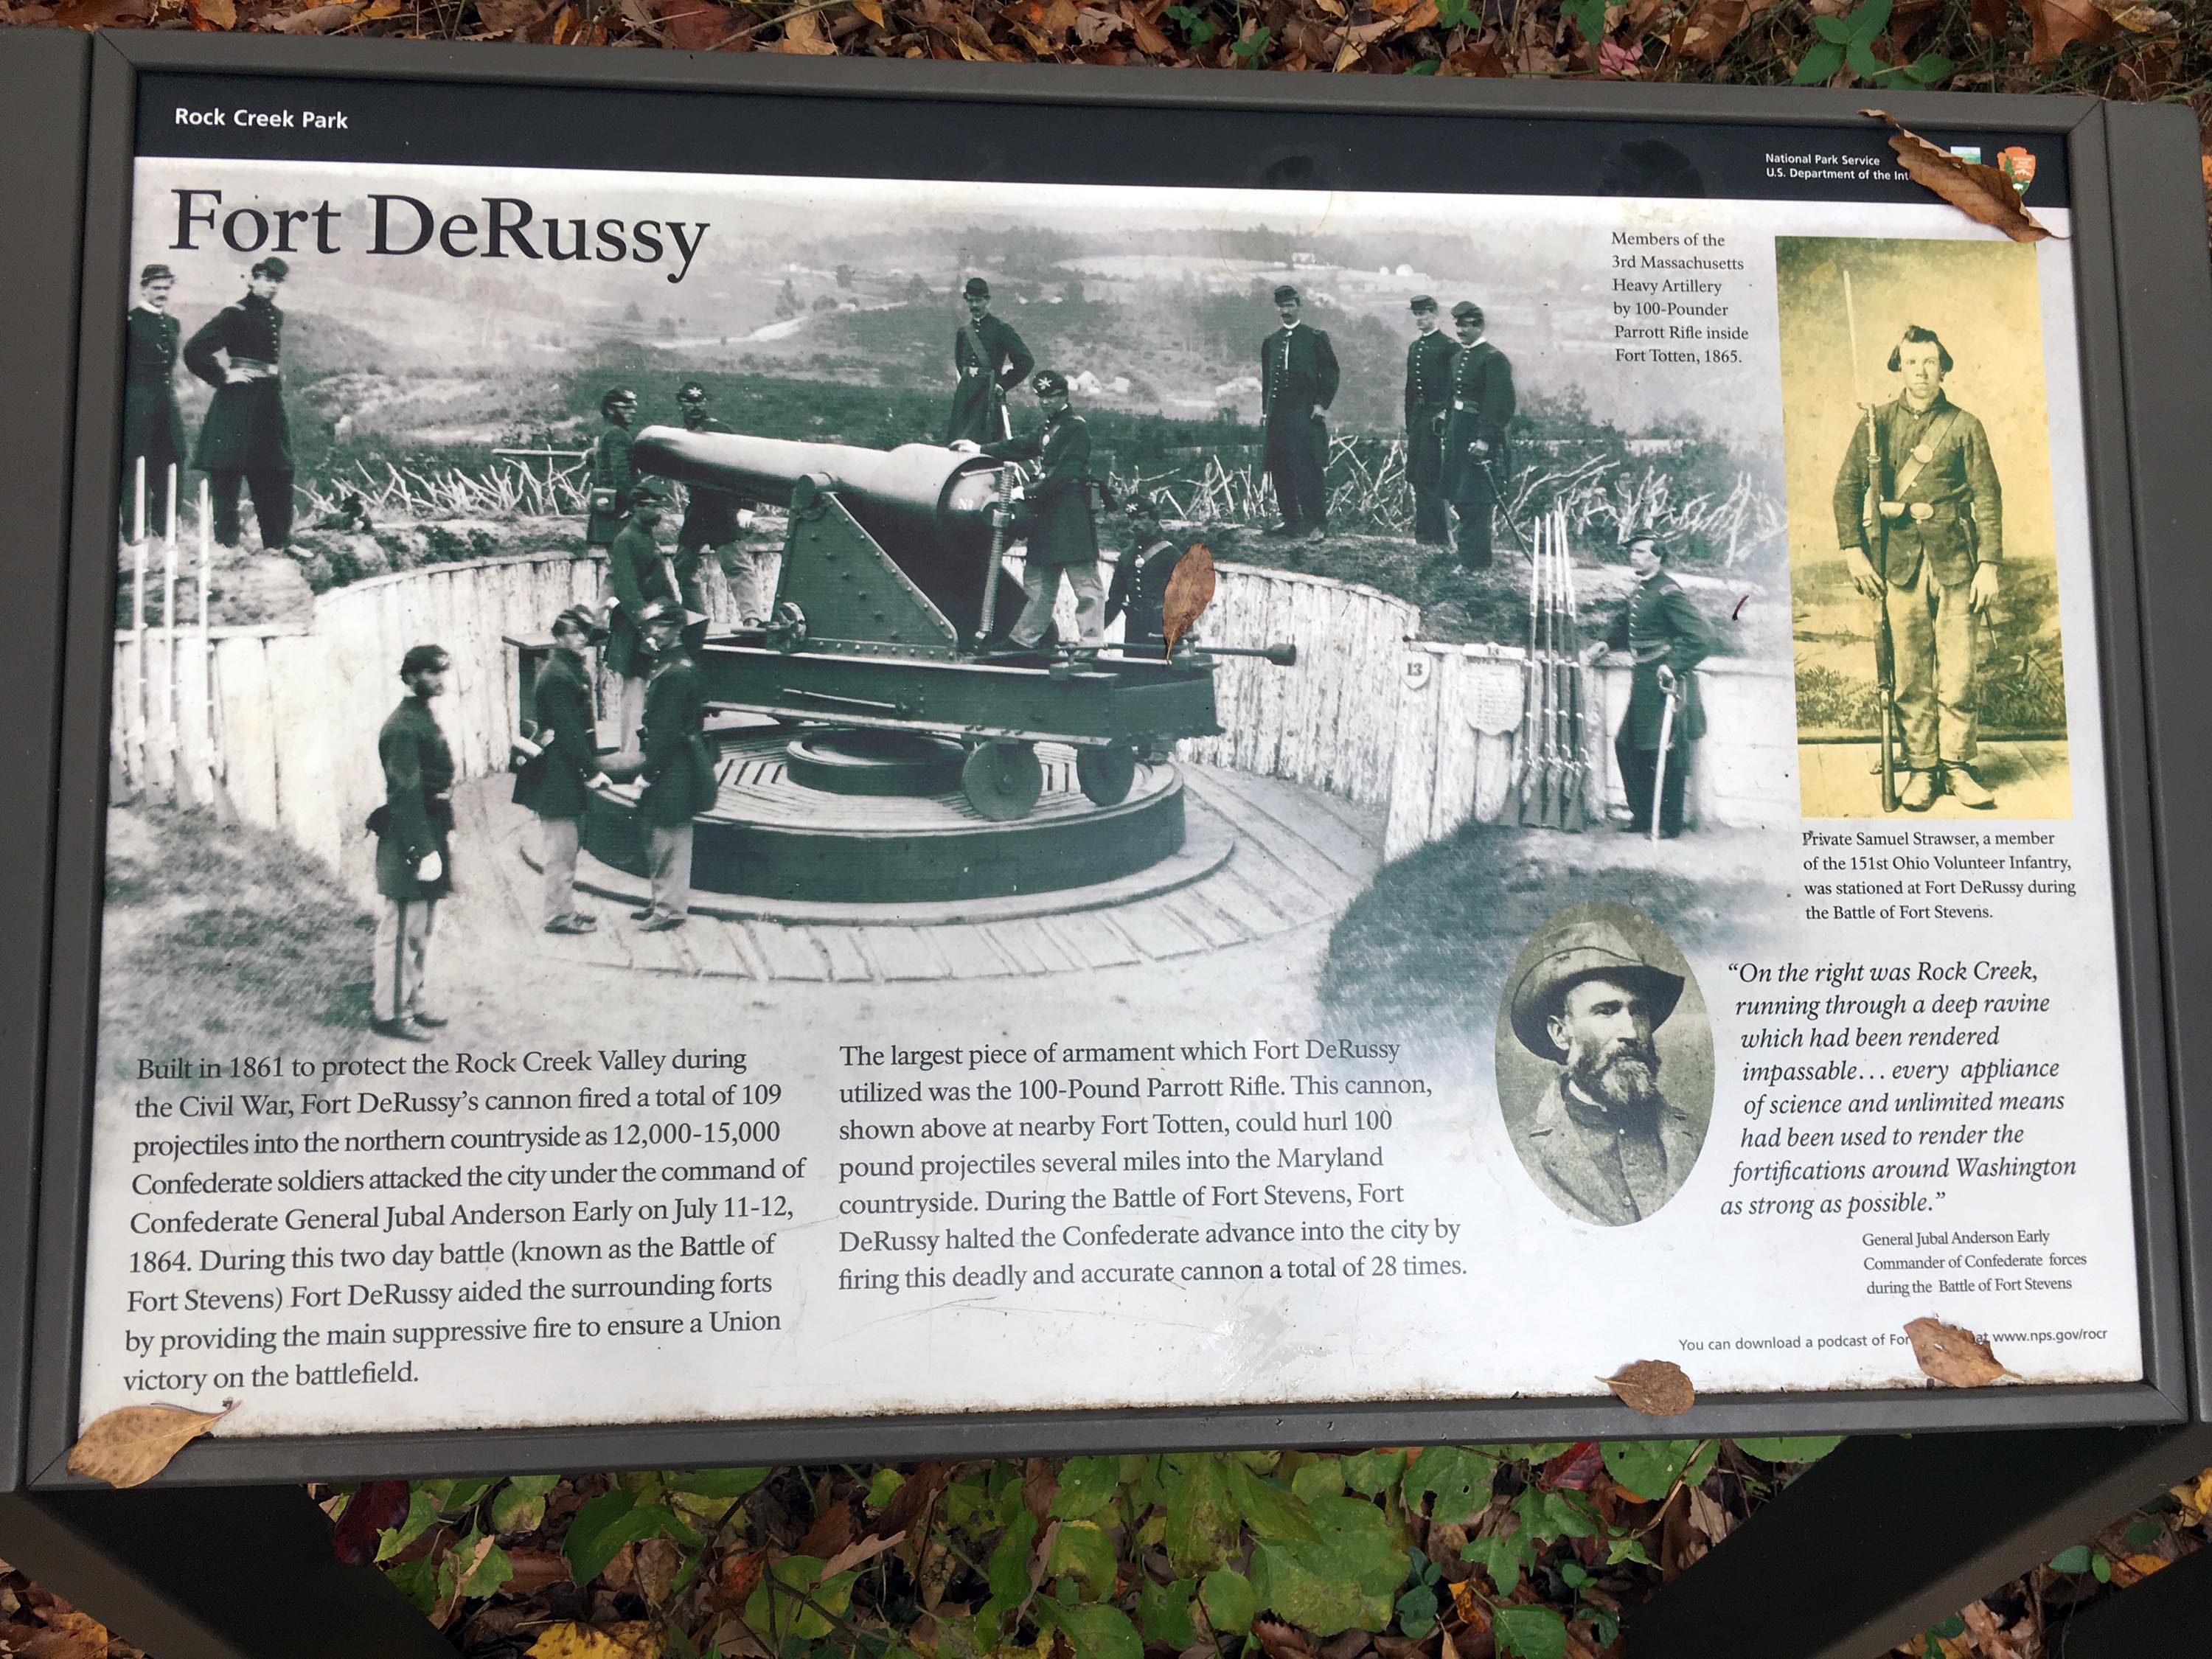 Rock Creek Park
National Park Service
U.S. Department of the
Fort DeRussy
Members of the
3rd Massachusetts
Heavy Artillery
by 100-Pounder
Parrott Rifle inside
Fort Totten, 1865.
13
Private Samuel Strawser, a member
of the 151st Ohio Volunteer Infantry,
was stationed at Fort DeRussy during
the Battle of Fort Stevens.
Built in 1861 to protect the Rock Creek Valley during
the Civil War, Fort DeRussy's cannon fired a total of 109
projectiles into the northern countryside as 12,000-15,000
Confederate soldiers attacked the city under the command of
Confederate General Jubal Anderson Early on July 11-12,
1864. During this two day battle (known as the Battle of
Fort Stevens) Fort DeRussy aided the surrounding forts
by providing the main suppressive fire to ensure a Union
victory on the battlefield.
The largest piece of armament which Fort DeRussy
utilized was the 100-Pound Parrott Rifle. This cannon,
shown above at nearby Fort Totten, could hurl 100
pound projectiles several miles into the Maryland
countryside. During the Battle of Fort Stevens, Fort
DeRussy halted the Confederate advance into the city by
firing this deadly and accurate cannon a total of 28 times.
"On the right was Rock Creek,
running through a deep ravine
which had been rendered
impassable... every appliance
of science and unlimited means
had been used to render the
fortifications around Washington
as strong as possible."
General Jubal Anderson Early
Commander of Confederate forces
during the Battle of Fort Stevens
You can download a podcast of at www.nps.gov/rocr